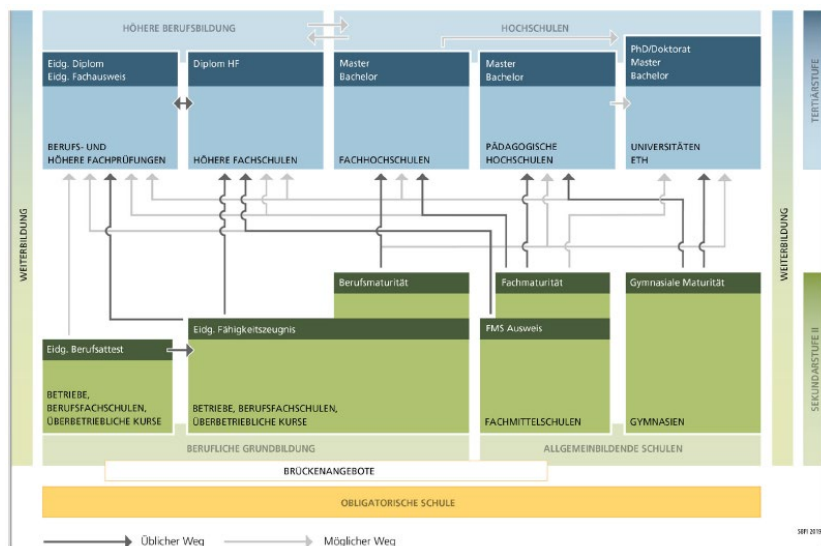 HÖHERE BERUFSBILDUNG
HOCHSCHULEN
Eidg. Diplom
Eidg. Fachausweis
BERUFS- UND
HÖHERE FACHPRÜFUNGEN
Diplom HF
HÖHERE FACHSCHULEN
Master
Bachelor
FACHHOCHSCHULEN
Master
Bachelor
PÄDAGOGISCHE
HOCHSCHULEN
PhD/Doktorat
Master
Bachelor
UNIVERSITÄTEN
ETH
TERTIÄRSTUFE
WEITERBILDUNG
WEITERBILDUNG
Berufsmaturität
Fachmaturität
Gymnasiale Maturität
Eidg. Fähigkeitszeugnis
FMS Ausweis
Eidg. Berufsattest
BETRIEBE,
BERUFSFACHSCHULEN,
ÜBERBETRIEBLICHE KURSE
BETRIEBE, BERUFSFACHSCHULEN,
ÜBERBETRIEBLICHE KURSE
FACHMITTELSCHULEN
GYMNASIEN
SEKUNDARSTUFE II
BERUFLICHE GRUNDBILDUNG
ALLGEMEINBILDENDE SCHULEN
BRÜCKENANGEBOTE
OBLIGATORISCHE SCHULE
Üblicher Weg
Möglicher Weg
SBFI 2019